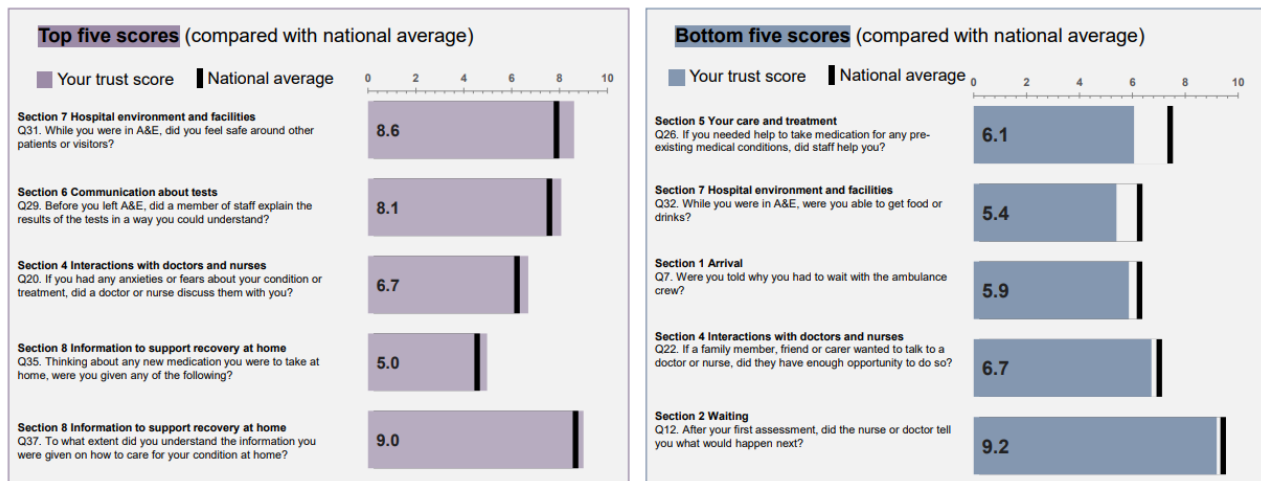 Top five scores (compared with national average)
Your trust score
National average
0 2 4 6 8 10
Section 7 Hospital environment and facilities
Q31. While you were in A&E, did you feel safe around other
patients or visitors?
8.6
Section 6 Communication about tests
Q29. Before you left A&E, did a member of staff explain the
results of the tests in a way you could understand?
8.1
Section 4 Interactions with doctors and nurses
Q20. If you had any anxieties or fears about your condition or
treatment, did a doctor or nurse discuss them with you?
6.7
Section 8 Information to support recovery at home
Q35. Thinking about any new medication you were to take at
home, were you given any of the following?
5.0
Section 8 Information to support recovery at home
Q37. To what extent did you understand the information you
were given on how to care for your condition at home?
9.0
Bottom five scores (compared with national average)
Your trust score
National average
0 2 4 6 8 10
Section 5 Your care and treatment
Q26. If you needed help to take medication for any pre-
existing medical conditions, did staff help you?
6.1
Section 7 Hospital environment and facilities
Q32. While you were in A&E, were you able to get food or
drinks?
5.4
Section 1 Arrival
Q7. Were you told why you had to wait with the ambulance
crew?
5.9
Section 4 Interactions with doctors and nurses
Q22. If a family member, friend or carer wanted to talk to a
doctor or nurse, did they have enough opportunity to do so?
6.7
Section 2 Waiting
Q12. After your first assessment, did the nurse or doctor tell
you what would happen next?
9.2